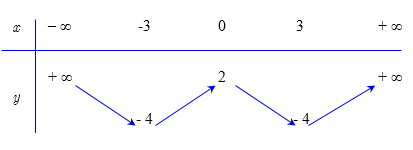 x − ∞ -3 0 3 + ∞
+ ∞ 2 + ∞
y
- 4 - 4